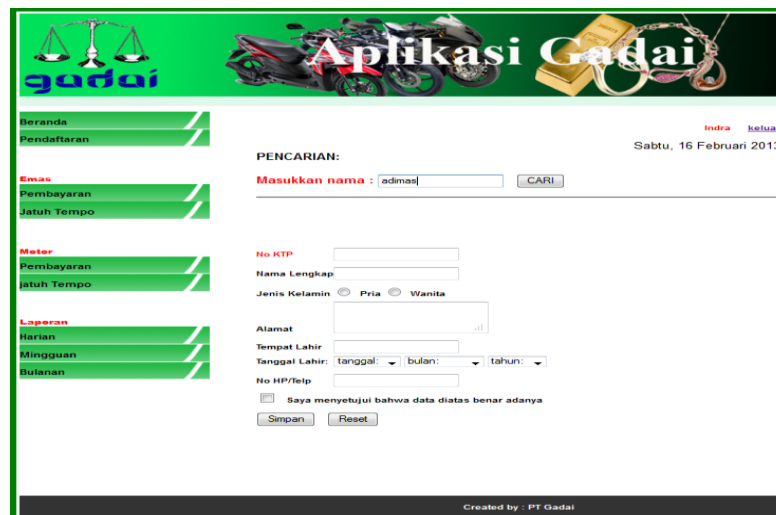 gadai
Aplikasi Gadai
Beranda
Pendaftaran
Emas
Pembayaran
Jatuh Tempo
Motor
Pembayaran
jatuh Tempo
Laporan
Harian
Mingguan
Bulanan
Indra kelua
Sabtu, 16 Februari 2013
PENCARIAN:
Masukkan nama : adimas CARI
No KTP
Nama Lengkap
Jenis Kelamin Pria Wanita
Alamat
Tempat Lahir
Tanggal Lahir: tanggal: bulan: tahun:
No HP/Telp
Saya menyetujui bahwa data diatas benar adanya
Simpan Reset
Created by : PT Gadai